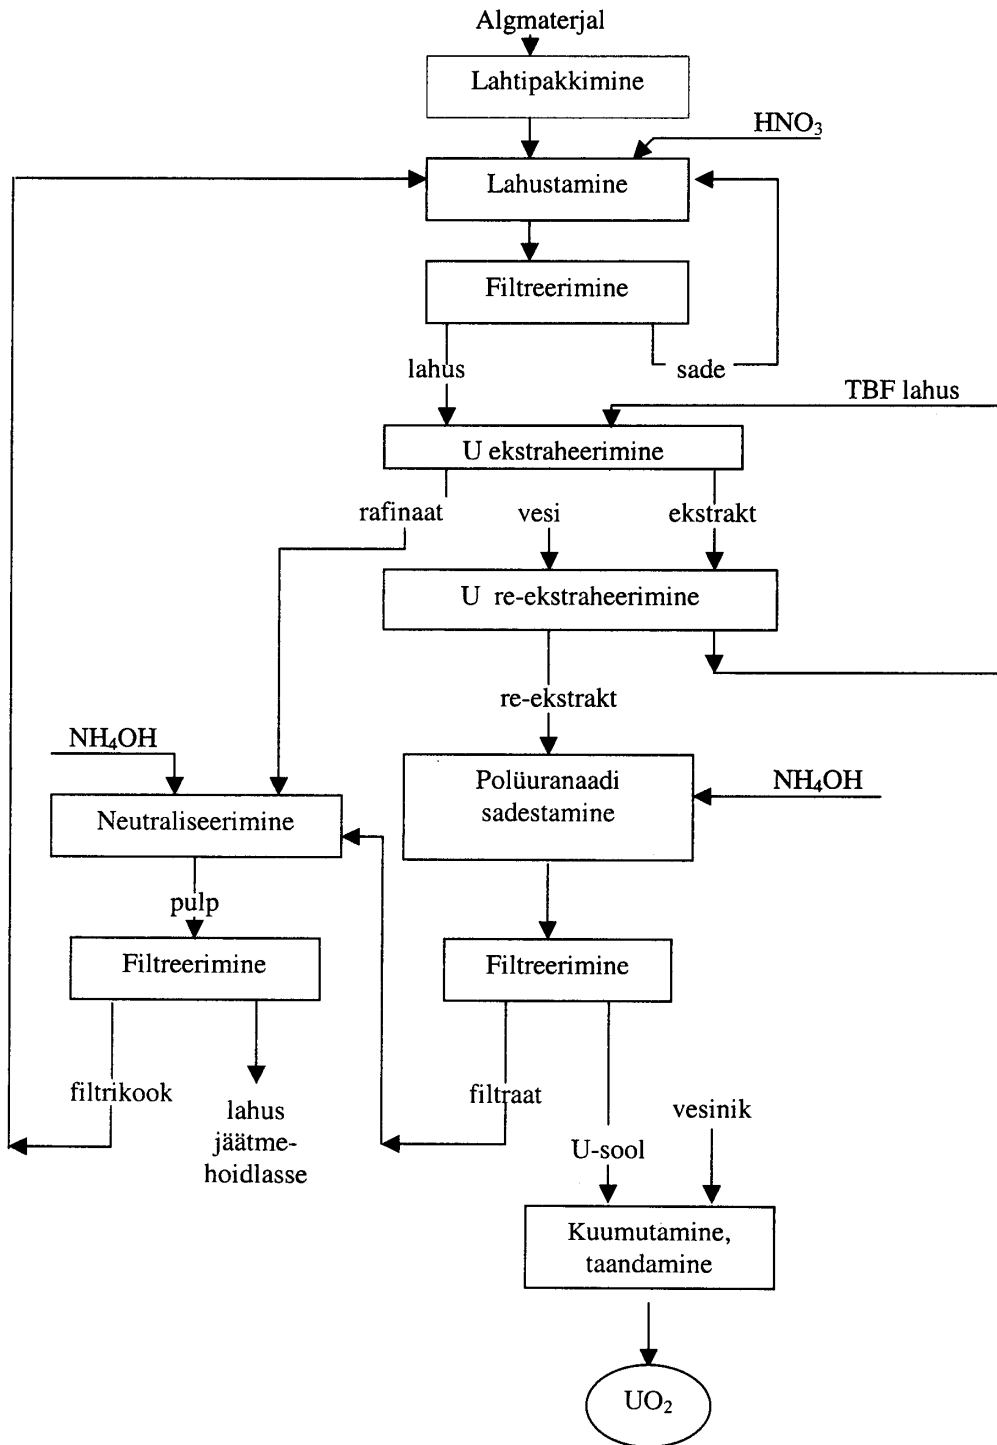 Algmaterjal
Lahtipakkimine
HNO₃
Lahustamine
Filtreerimine
lahus
sade
TBF lahus
U ekstraheerimine
rafinaat
vesi
ekstrakt
U re-ekstraheerimine
re-ekstrakt
NH₄OH
Neutraliseerimine
Polüuranaadi
sadestamine
NH₄OH
pulp
Filtreerimine
Filtreerimine
filtrikook
lahus
jäätme-
hoidlasse
filtraat
U-sool
vesinik
Kuumutamine,
taandamine
UO₂